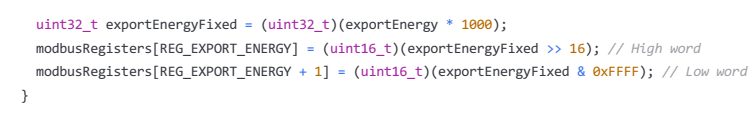 uint32_t exportEnergyFixed = (uint32_t)(exportEnergy * 1000);
modbusRegisters[REG_EXPORT_ENERGY] = (uint16_t)(exportEnergyFixed >> 16); // High word
modbusRegisters[REG_EXPORT_ENERGY + 1] = (uint16_t)(exportEnergyFixed & 0xFFFF); // Low word
}